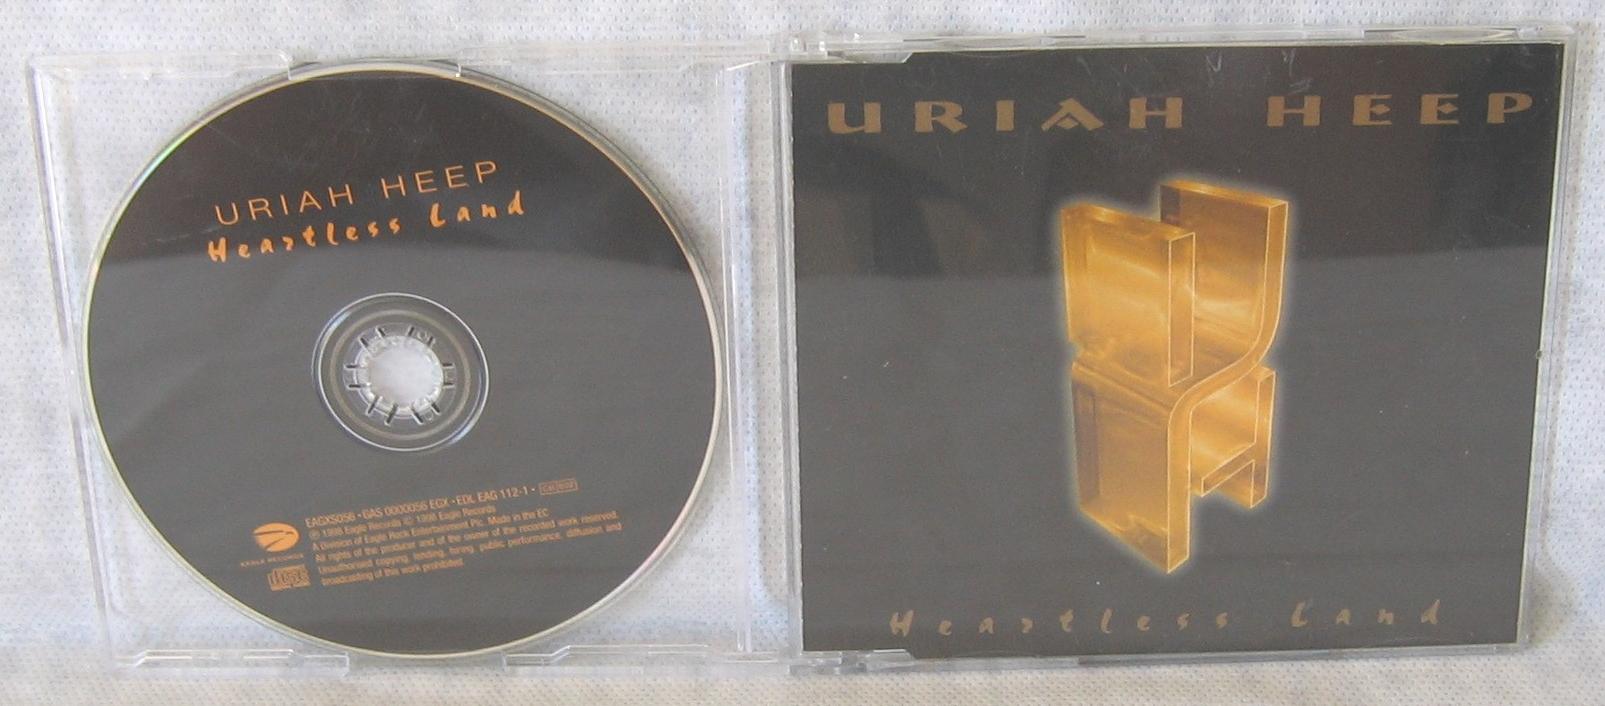 URIAH HEEP
Heartless Land
EAGXS056 • GAS 0000056 EGX • EDL EAG 112-1 •
℗ 1998 Eagle Records © 1998 Eagle Records
A Division of Eagle Rock Entertainment Plc. Made in the EC
All rights of the producer and of the owner of the recorded work reserved.
Unauthorised copying, lending, hiring, public performance, diffusion and
broadcasting of this work prohibited.
EAGLE RECORDS
disc
URIAH HEEP
Heartless Land